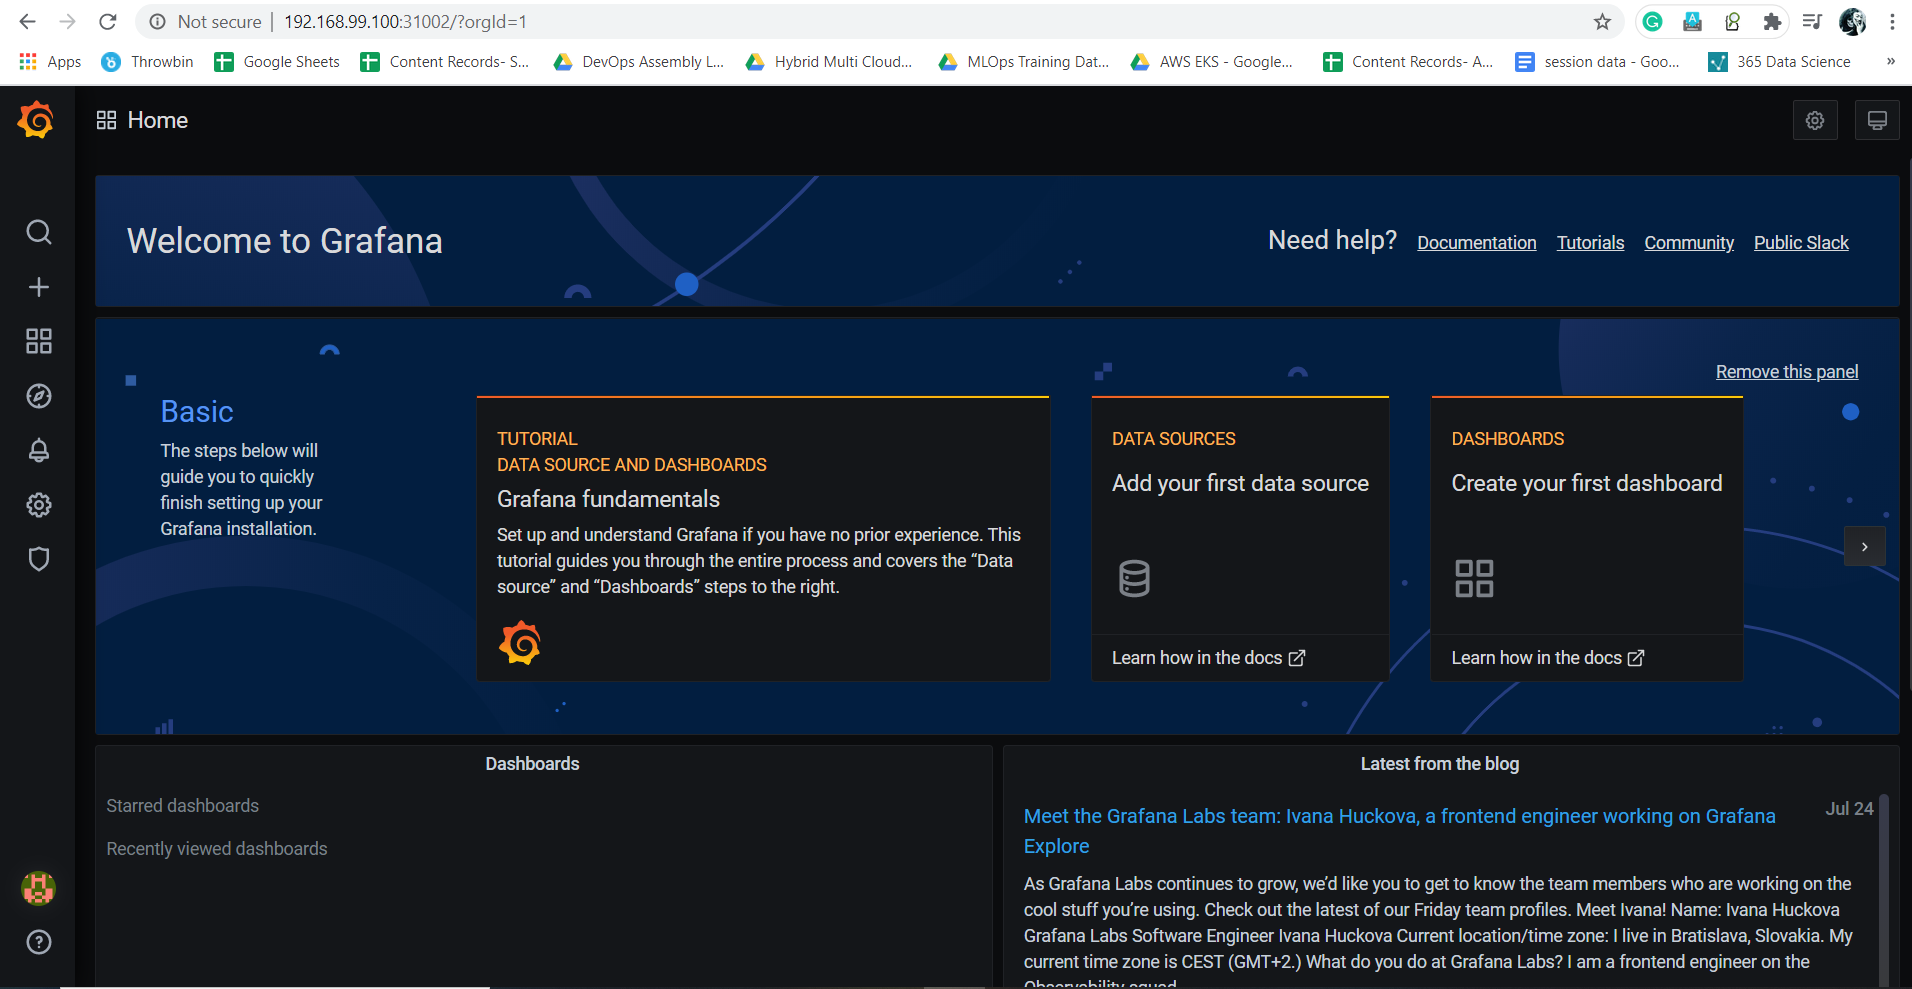 Not secure | 192.168.99.100:31002/?orgId=1
Apps Throwbin Google Sheets Content Records- S... DevOps Assembly L... Hybrid Multi Cloud... MLOps Training Dat... AWS EKS - Google... Content Records- A... session data - Goo... 365 Data Science »
Home
Welcome to Grafana
Need help? Documentation Tutorials Community Public Slack
Remove this panel
Basic
The steps below will
guide you to quickly
finish setting up your
Grafana installation.
TUTORIAL
DATA SOURCE AND DASHBOARDS
Grafana fundamentals
Set up and understand Grafana if you have no prior experience. This
tutorial guides you through the entire process and covers the “Data
source” and “Dashboards” steps to the right.
DATA SOURCES
Add your first data source
Learn how in the docs
DASHBOARDS
Create your first dashboard
Learn how in the docs
Dashboards
Starred dashboards
Recently viewed dashboards
Latest from the blog
Meet the Grafana Labs team: Ivana Huckova, a frontend engineer working on Grafana
Explore
Jul 24
As Grafana Labs continues to grow, we’d like you to get to know the team members who are working on the
cool stuff you’re using. Check out the latest of our Friday team profiles. Meet Ivana! Name: Ivana Huckova
Grafana Labs Software Engineer Ivana Huckova Current location/time zone: I live in Bratislava, Slovakia. My
current time zone is CEST (GMT+2.) What do you do at Grafana Labs? I am a frontend engineer on the
Observability squad